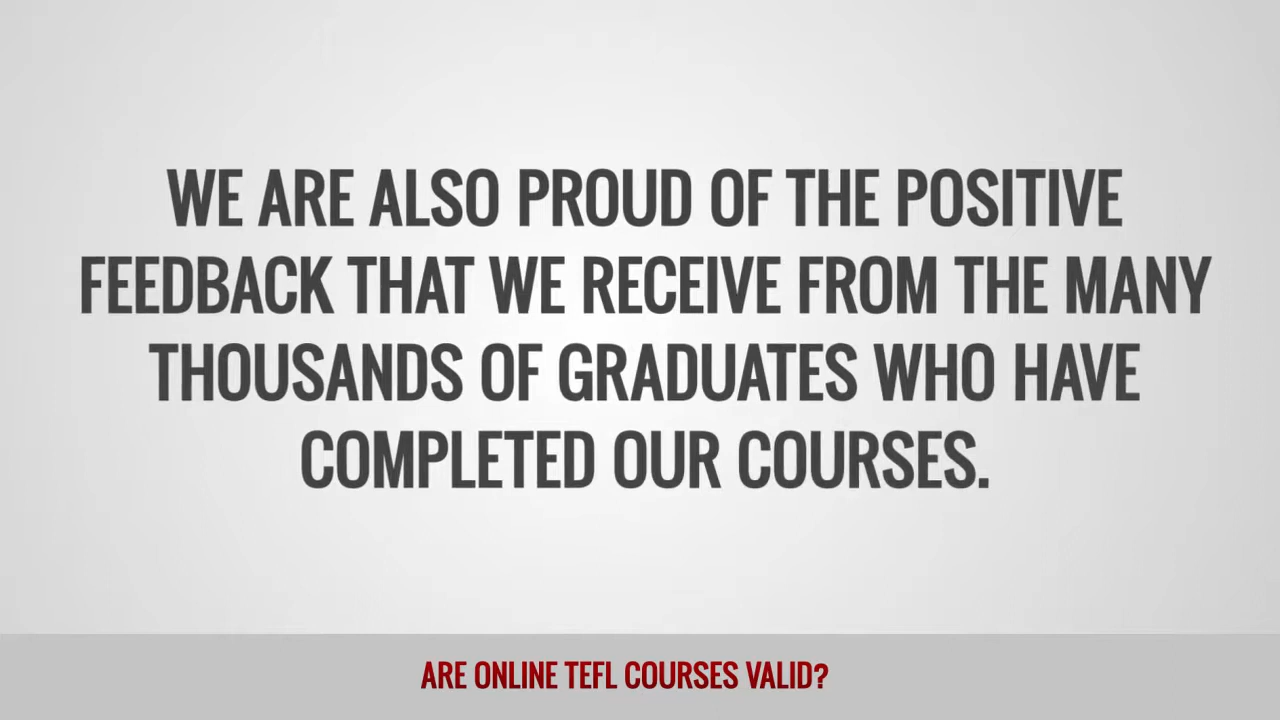 WE ARE ALSO PROUD OF THE POSITIVE
FEEDBACK THAT WE RECEIVE FROM THE MANY
THOUSANDS OF GRADUATES WHO HAVE
COMPLETED OUR COURSES.
ARE ONLINE TEFL COURSES VALID?